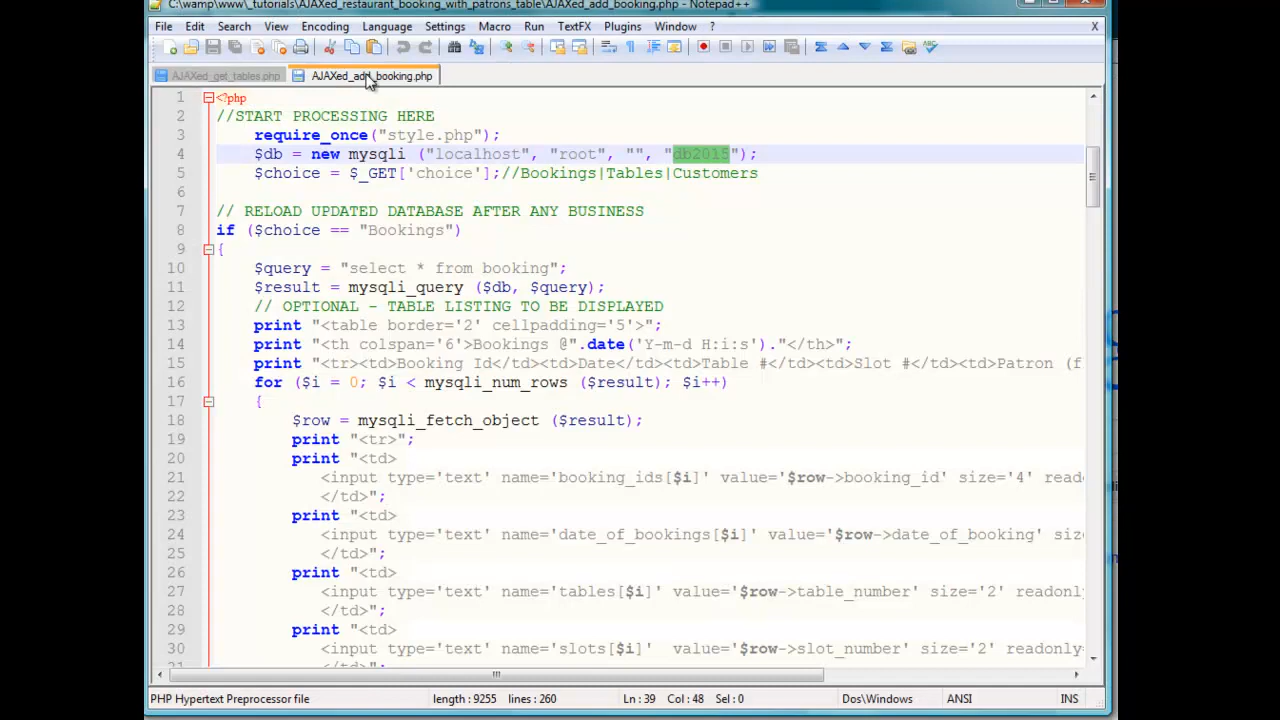 C:\wamp\www\_tutorials\AJAXed_restaurant_booking_with_patrons_table\AJAXed_add_booking.php - Notepad++
File Edit Search View Encoding Language Settings Macro Run TextFX Plugins Window ?
AJAXed_get_tables.php AJAXed_add_booking.php
1 <?php
2 //START PROCESSING HERE
3 require_once("style.php");
4 $db = new mysqli ("localhost", "root", "", "db2015");
5 $choice = $_GET['choice'];//Bookings|Tables|Customers
6
7 // RELOAD UPDATED DATABASE AFTER ANY BUSINESS
8 if ($choice == "Bookings")
9 {
10 $query = "select * from booking";
11 $result = mysqli_query ($db, $query);
12 // OPTIONAL - TABLE LISTING TO BE DISPLAYED
13 print "<table border='2' cellpadding='5'>";
14 print "<th colspan='6'>Bookings @".date('Y-m-d H:i:s')."</th>";
15 print "<tr><td>Booking Id</td><td>Date</td><td>Table #</td><td>Slot #</td><td>Patron (f
16 for ($i = 0; $i < mysqli_num_rows ($result); $i++)
17 {
18 $row = mysqli_fetch_object ($result);
19 print "<tr>";
20 print "<td>
21 <input type='text' name='booking_ids[$i]' value='$row->booking_id' size='4' reado
22 </td>";
23 print "<td>
24 <input type='text' name='date_of_bookings[$i]' value='$row->date_of_booking' siz
25 </td>";
26 print "<td>
27 <input type='text' name='tables[$i]' value='$row->table_number' size='2' readonly
28 </td>";
29 print "<td>
30 <input type='text' name='slots[$i]' value='$row->slot_number' size='2' readonly=
31 </td>";
PHP Hypertext Preprocessor file length : 9255 lines : 260 Ln : 39 Col : 48 Sel : 0 Dos\Windows ANSI INS